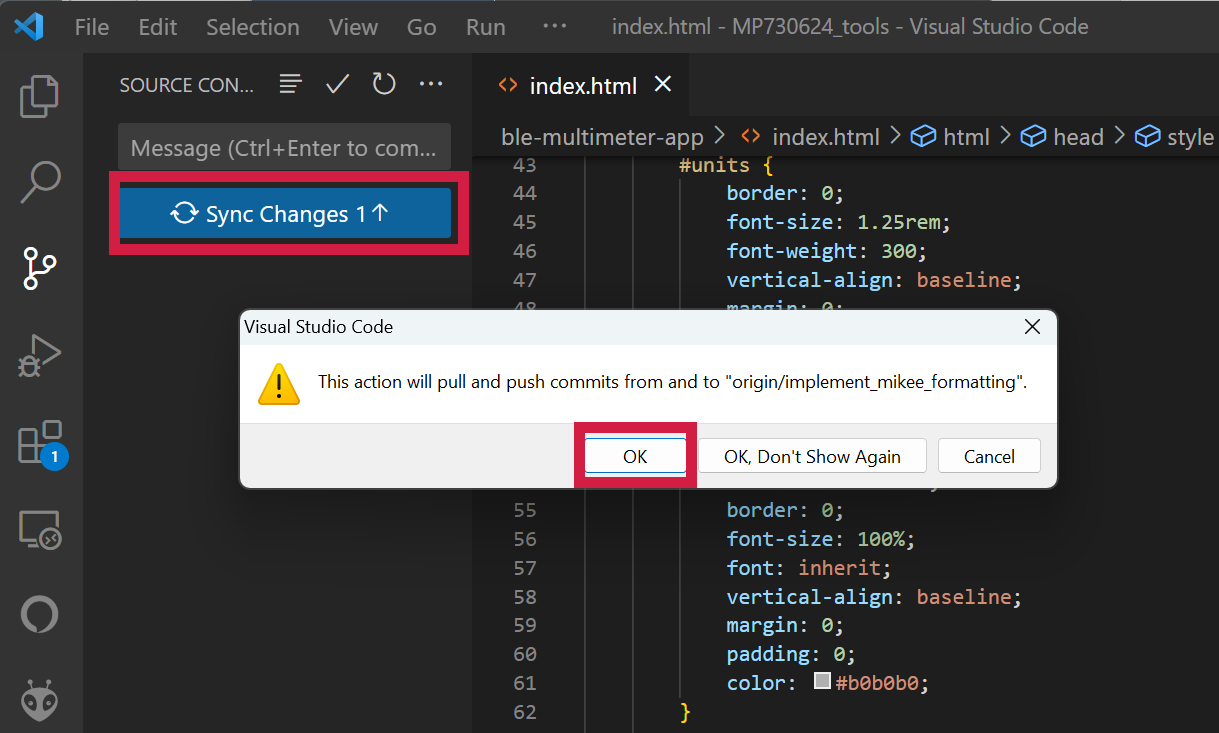 File Edit Selection View Go Run ··· index.html - MP730624_tools - Visual Studio Code
SOURCE CON...
index.html
Message (Ctrl+Enter to com...
ble-multimeter-app > index.html > html > head > style
Sync Changes 1↑
43 #units {
44 border: 0;
45 font-size: 1.25rem;
46 font-weight: 300;
47 vertical-align: baseline;
48 margin: 0;
Visual Studio Code
This action will pull and push commits from and to "origin/implement_mikee_formatting".
OK
OK, Don't Show Again
Cancel
1
55 border: 0;
56 font-size: 100%;
57 font: inherit;
58 vertical-align: baseline;
59 margin: 0;
60 padding: 0;
61 color: #b0b0b0;
62 }